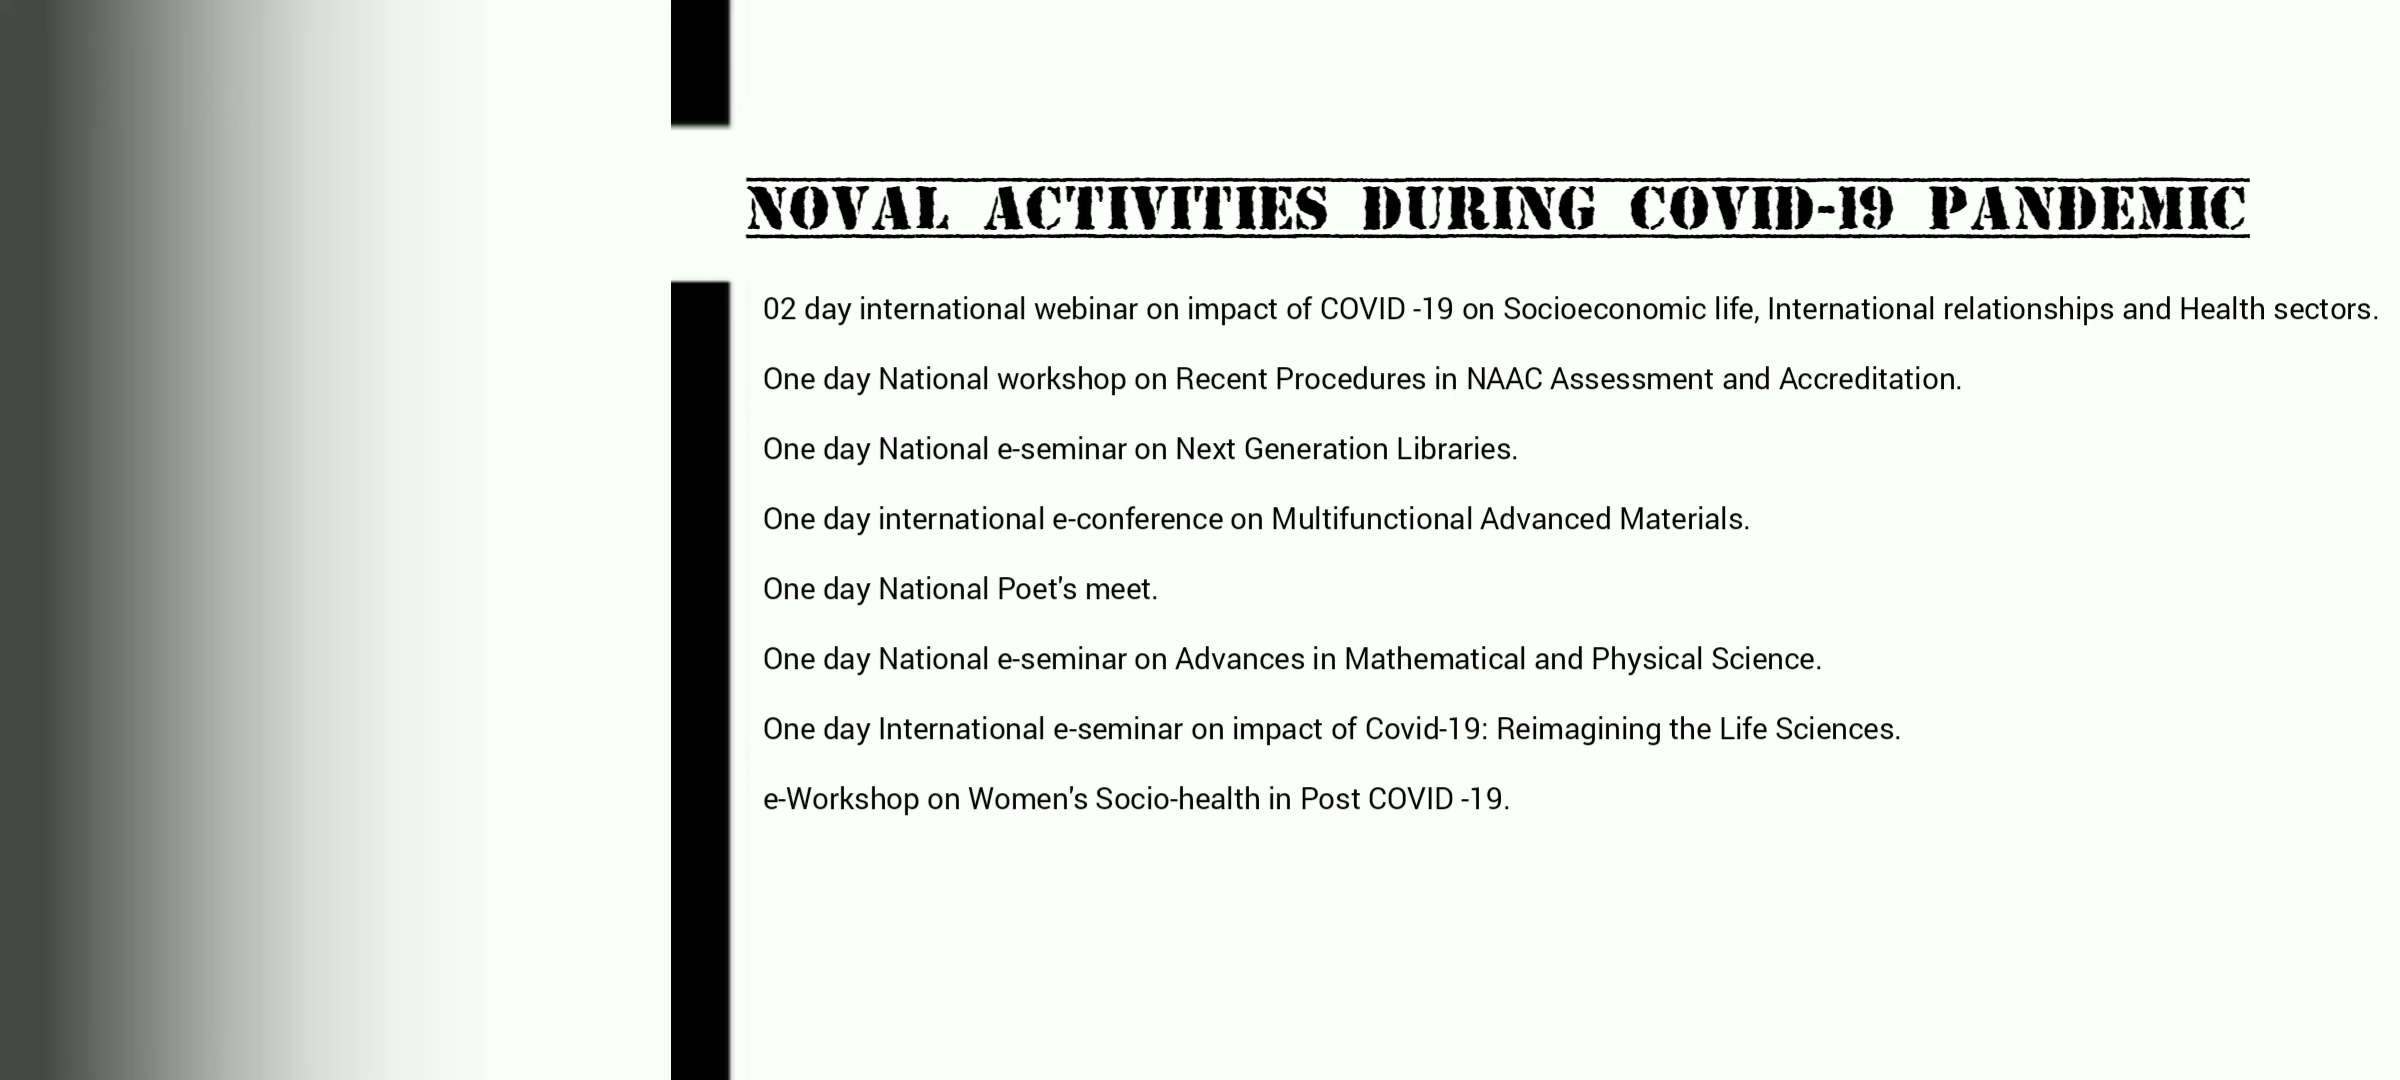 NOVAL ACTIVITIES DURING COVID-19 PANDEMIC
02 day international webinar on impact of COVID -19 on Socioeconomic life, International relationships and Health sectors.
One day National workshop on Recent Procedures in NAAC Assessment and Accreditation.
One day National e-seminar on Next Generation Libraries.
One day international e-conference on Multifunctional Advanced Materials.
One day National Poet's meet.
One day National e-seminar on Advances in Mathematical and Physical Science.
One day International e-seminar on impact of Covid-19: Reimagining the Life Sciences.
e-Workshop on Women's Socio-health in Post COVID -19.